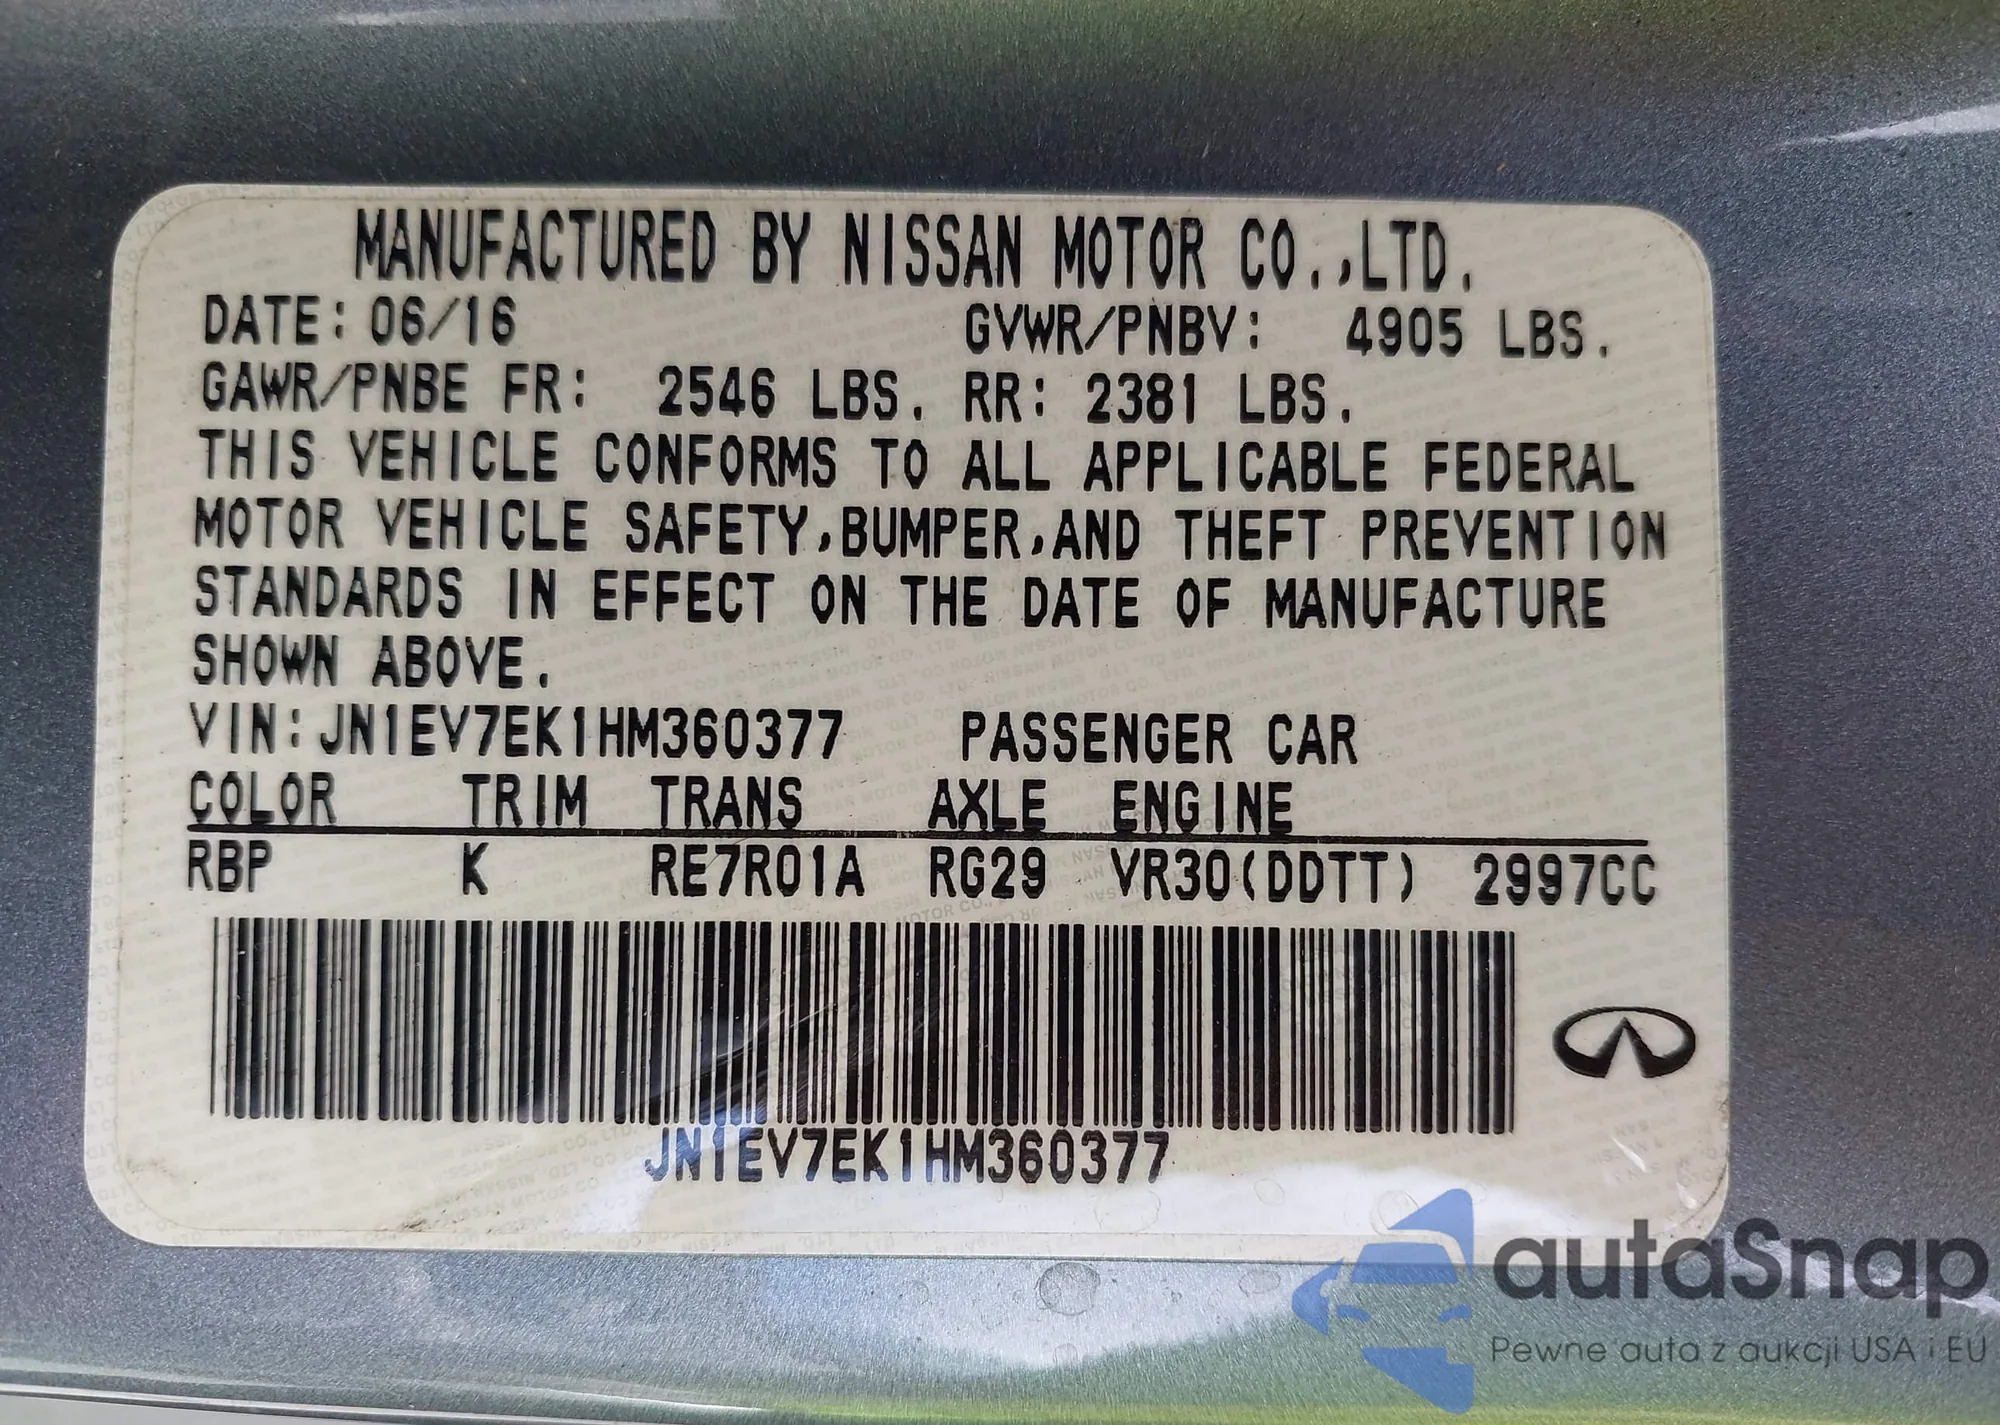 MANUFACTURED BY NISSAN MOTOR CO.,LTD.
DATE: 06/16 GVWR/PNBV: 4905 LBS.
GAWR/PNBE FR: 2546 LBS. RR: 2381 LBS.
THIS VEHICLE CONFORMS TO ALL APPLICABLE FEDERAL
MOTOR VEHICLE SAFETY,BUMPER,AND THEFT PREVENTION
STANDARDS IN EFFECT ON THE DATE OF MANUFACTURE
SHOWN ABOVE.
VIN:JN1EV7EK1HM360377 PASSENGER CAR
COLOR TRIM TRANS AXLE ENGINE
RBP K RE7R01A RG29 VR30(DDTT) 2997CC
JN1EV7EK1HM360377
autaSnap
Pewne auta z aukcji USA i EU